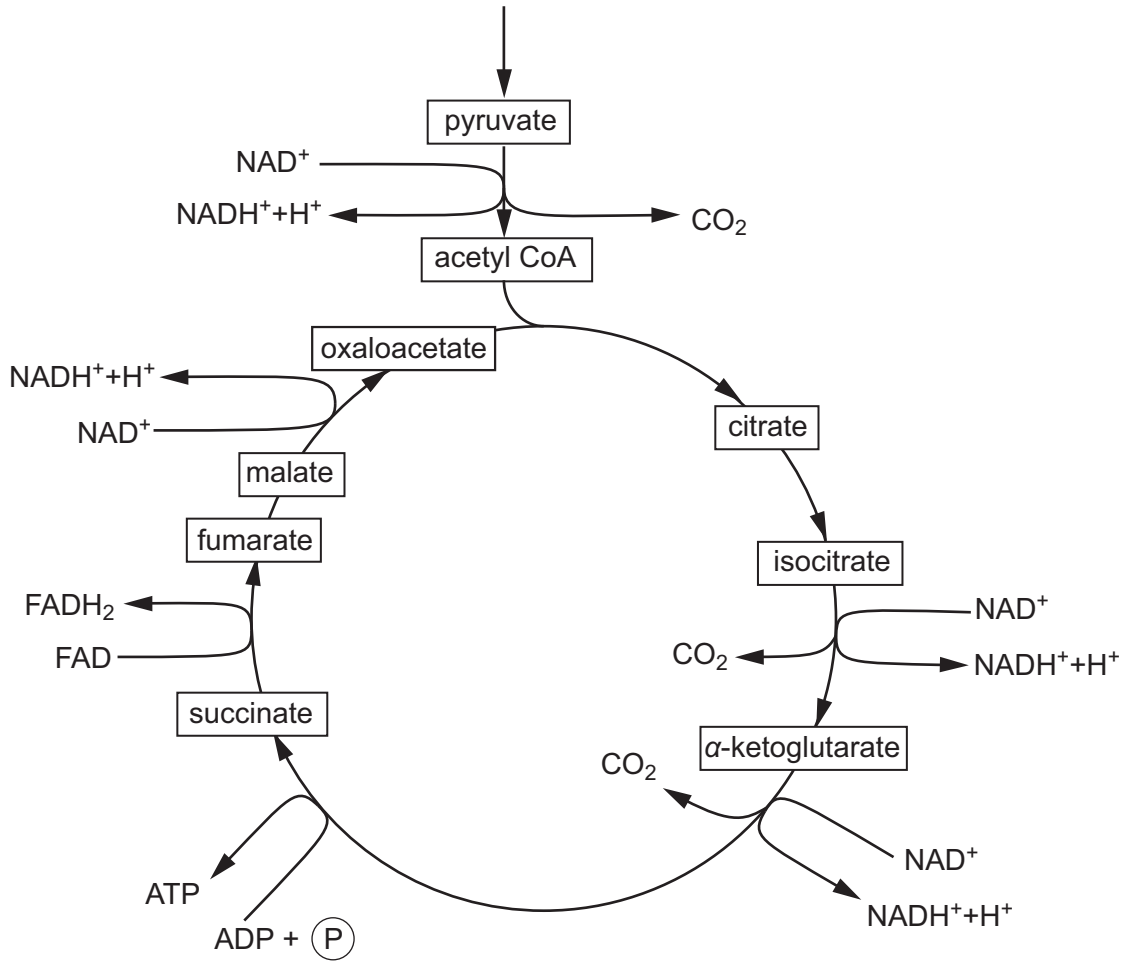 pyruvate
NAD⁺
NADH⁺+H⁺
CO₂
acetyl CoA
oxaloacetate
NADH⁺+H⁺
NAD⁺
citrate
malate
fumarate
isocitrate
FADH₂
NAD⁺
FAD
CO₂
NADH⁺+H⁺
succinate
α-ketoglutarate
CO₂
NAD⁺
ATP
NADH⁺+H⁺
ADP + P